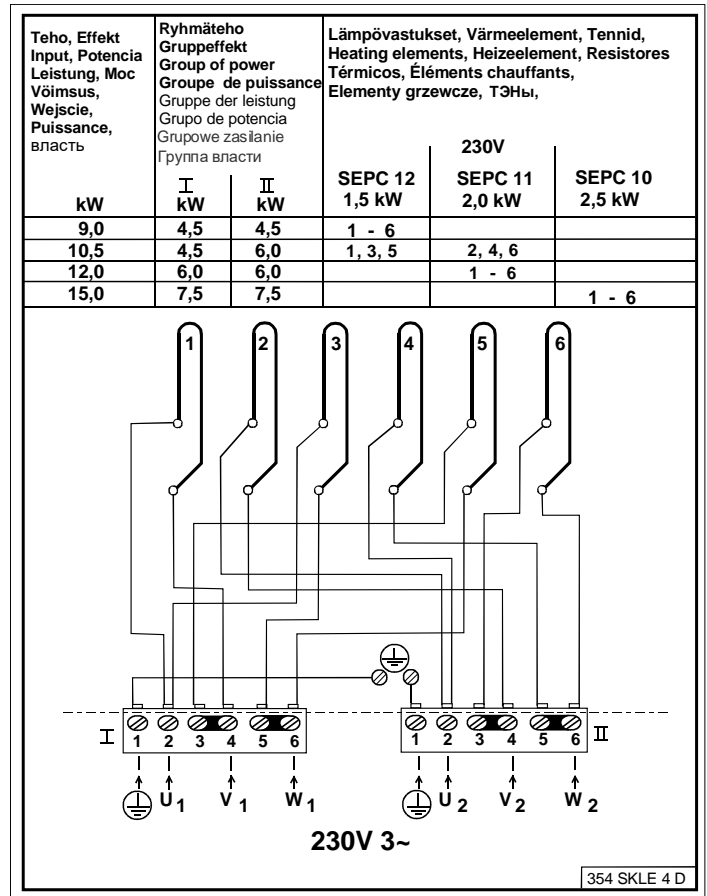 Teho, Effekt
Input, Potencia
Leistung, Moc
Vöimsus,
Wejscie,
Puissance,
власть
kW
Ryhmäteho
Gruppeffekt
Group of power
Groupe de puissance
Gruppe der leistung
Grupo de potencia
Grupowe zasilanie
Группа власти
I II
kW kW
Lämpövastukset, Värmeelement, Tennid,
Heating elements, Heizeelement, Resistores
Térmicos, Éléments chauffants,
Elementy grzewcze, ТЭНы,
230V
SEPC 12 SEPC 11 SEPC 10
1,5 kW 2,0 kW 2,5 kW
9,0 4,5 4,5 1 - 6
10,5 4,5 6,0 1, 3, 5 2, 4, 6
12,0 6,0 6,0 1 - 6
15,0 7,5 7,5 1 - 6
1 2 3 4 5 6
I 1 2 3 4 5 6 1 2 3 4 5 6 II
U1 V1 W1 U2 V2 W2
230V 3~
354 SKLE 4 D